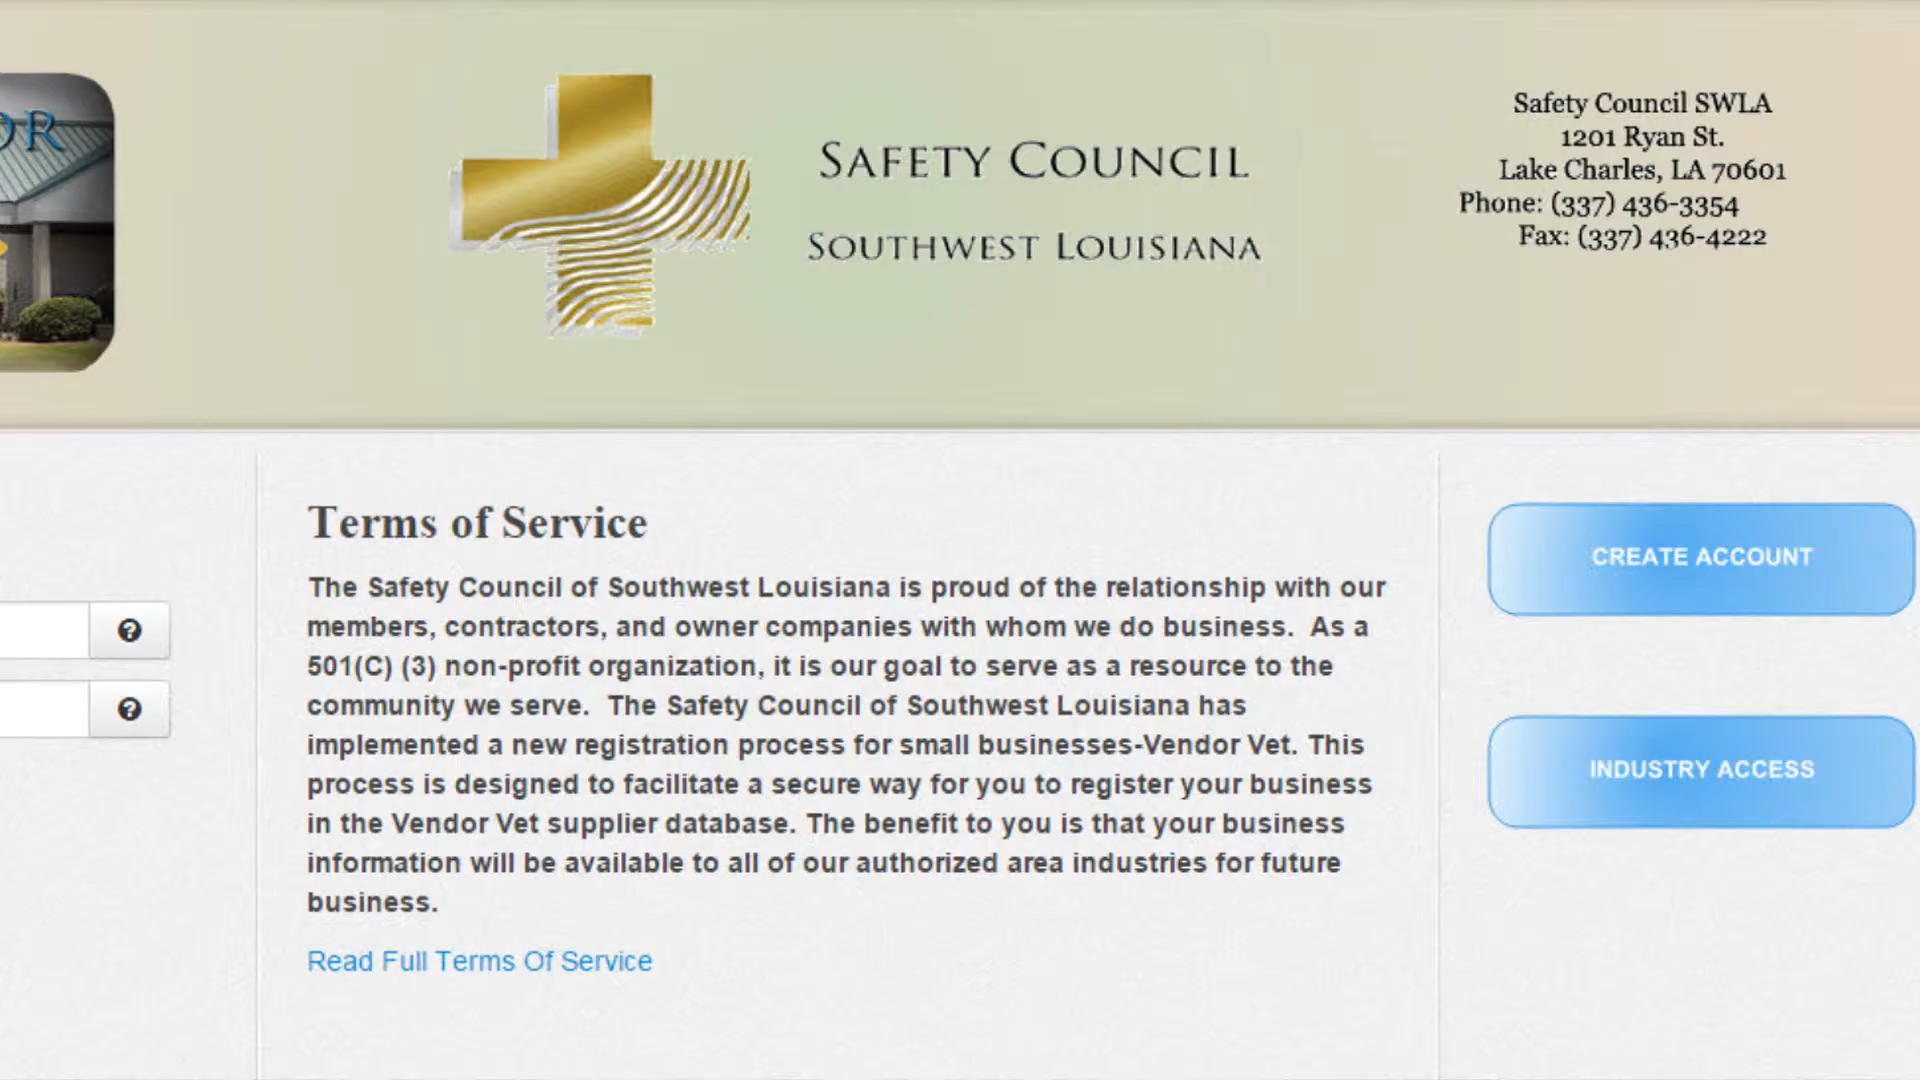 OR
SAFETY COUNCIL
SOUTHWEST LOUISIANA
Safety Council SWLA
1201 Ryan St.
Lake Charles, LA 70601
Phone: (337) 436-3354
Fax: (337) 436-4222
Terms of Service
The Safety Council of Southwest Louisiana is proud of the relationship with our
members, contractors, and owner companies with whom we do business.  As a
501(C) (3) non-profit organization, it is our goal to serve as a resource to the
community we serve.  The Safety Council of Southwest Louisiana has
implemented a new registration process for small businesses-Vendor Vet. This
process is designed to facilitate a secure way for you to register your business
in the Vendor Vet supplier database. The benefit to you is that your business
information will be available to all of our authorized area industries for future
business.
Read Full Terms Of Service
CREATE ACCOUNT
INDUSTRY ACCESS